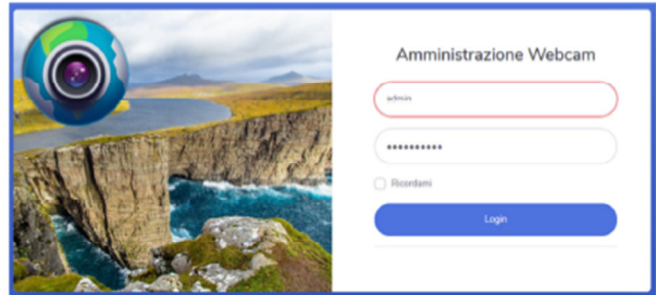 Amministrazione Webcam
admin
••••••••••
Ricordami
Login